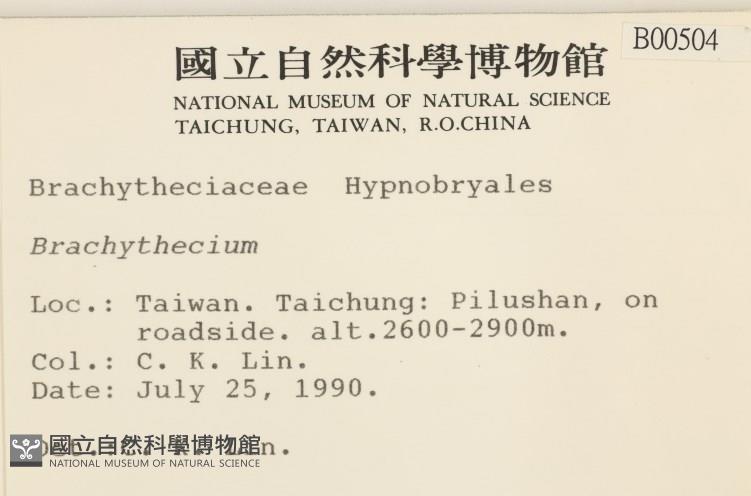 B00504
國立自然科學博物館
NATIONAL MUSEUM OF NATURAL SCIENCE
TAICHUNG, TAIWAN, R.O.CHINA
Brachytheciaceae Hypnobryales
Brachythecium
Loc.: Taiwan. Taichung: Pilushan, on
roadside. alt.2600-2900m.
Col.: C. K. Lin.
Date: July 25, 1990.
國立自然科學博物館
NATIONAL MUSEUM OF NATURAL SCIENCE